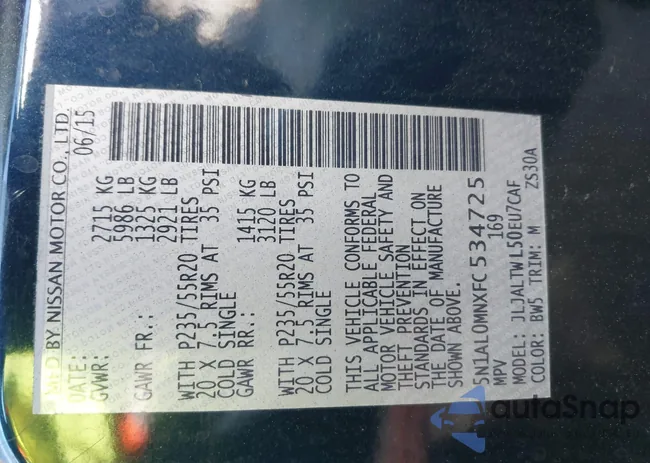 BY NISSAN MOTOR CO., LTD.
DATE: 06/15
GVWR: 2715 KG
5986 LB
GAWR FR.: 1325 KG
2921 LB
WITH P235/55R20 TIRES
20 X 7.5 RIMS AT 35 PSI
COLD SINGLE
GAWR RR.: 1415 KG
3120 LB
WITH P235/55R20 TIRES
20 X 7.5 RIMS AT 35 PSI
COLD SINGLE
THIS VEHICLE CONFORMS TO
ALL APPLICABLE FEDERAL
MOTOR VEHICLE SAFETY AND
THEFT PREVENTION
STANDARDS IN EFFECT ON
THE DATE OF MANUFACTURE
SHOWN ABOVE.
5N1AL0MNXFC534725
MPV 169
MODEL: JLJALTWL50EU7CAF
COLOR: BW5 TRIM: M ZS30A
autoSnap